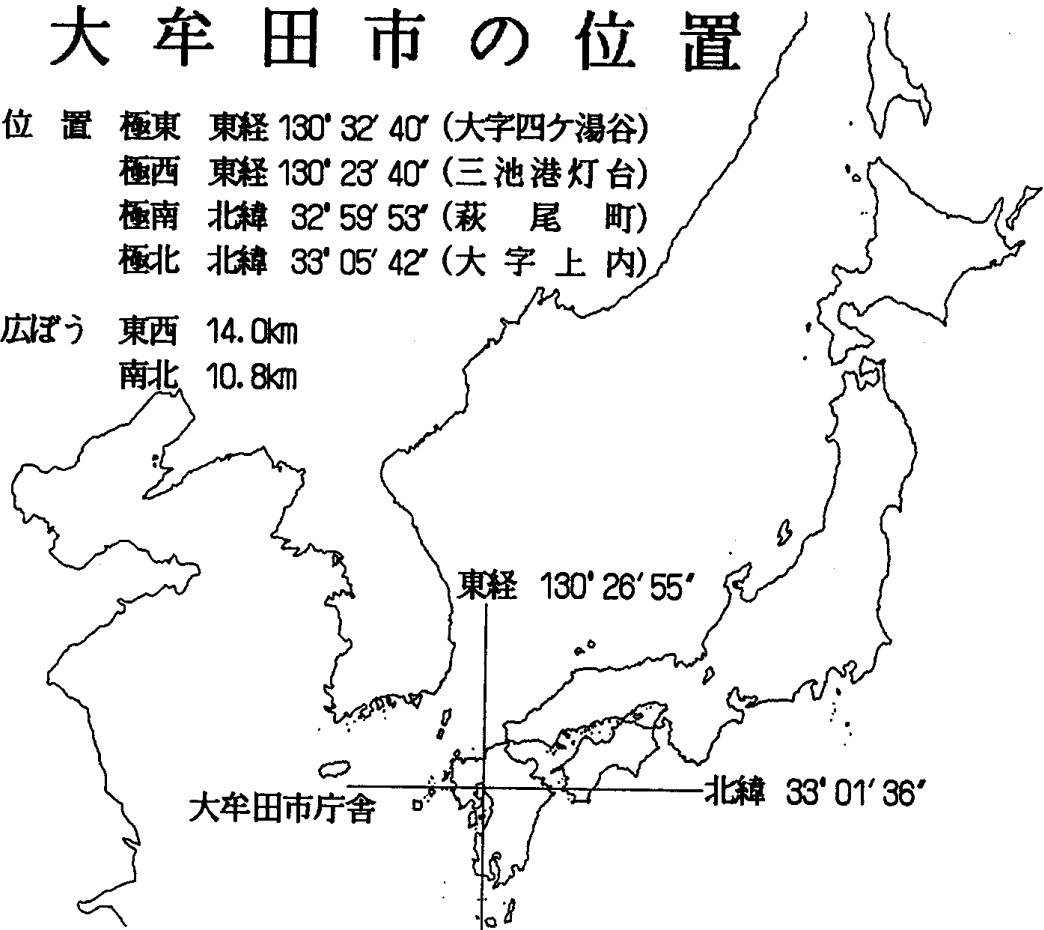 大牟田市の位置
位置 極東 東経 130° 32′ 40″ (大字四ケ湯谷)
極西 東経 130° 23′ 40″ (三池港灯台)
極南 北緯 32° 59′ 53″ (萩尾町)
極北 北緯 33° 05′ 42″ (大字上内)
広ぼう 東西 14.0km
南北 10.8km
東経 130° 26′ 55″
北緯 33° 01′ 36″
大牟田市庁舎